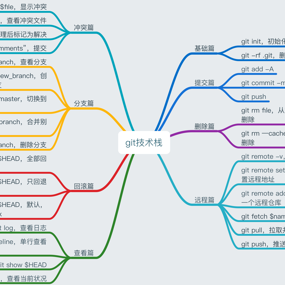 $file，显示冲突
，查看冲突文件
理后标记为解决
omments”，提交
冲突篇
anch，查看分支
ew_branch，创
master，切换到
branch，合并到
anch，删除分支
分支篇
$HEAD，全部回
$HEAD，只回退
$HEAD，默认，
回滚篇
t log，查看日志
eline，单行查看
it show $HEAD
，查看当前状况
查看篇
git技术栈
基础篇
git init，初始化
git –rf .git，删
提交篇
git add -A
git commit -m
git push
删除篇
git rm file，从
删除
git rm —cache
删除
远程篇
git remote -v，
git remote set
置远程地址
git remote add
一个远程仓库
git fetch $nam
git pull，拉取并
git push，推送